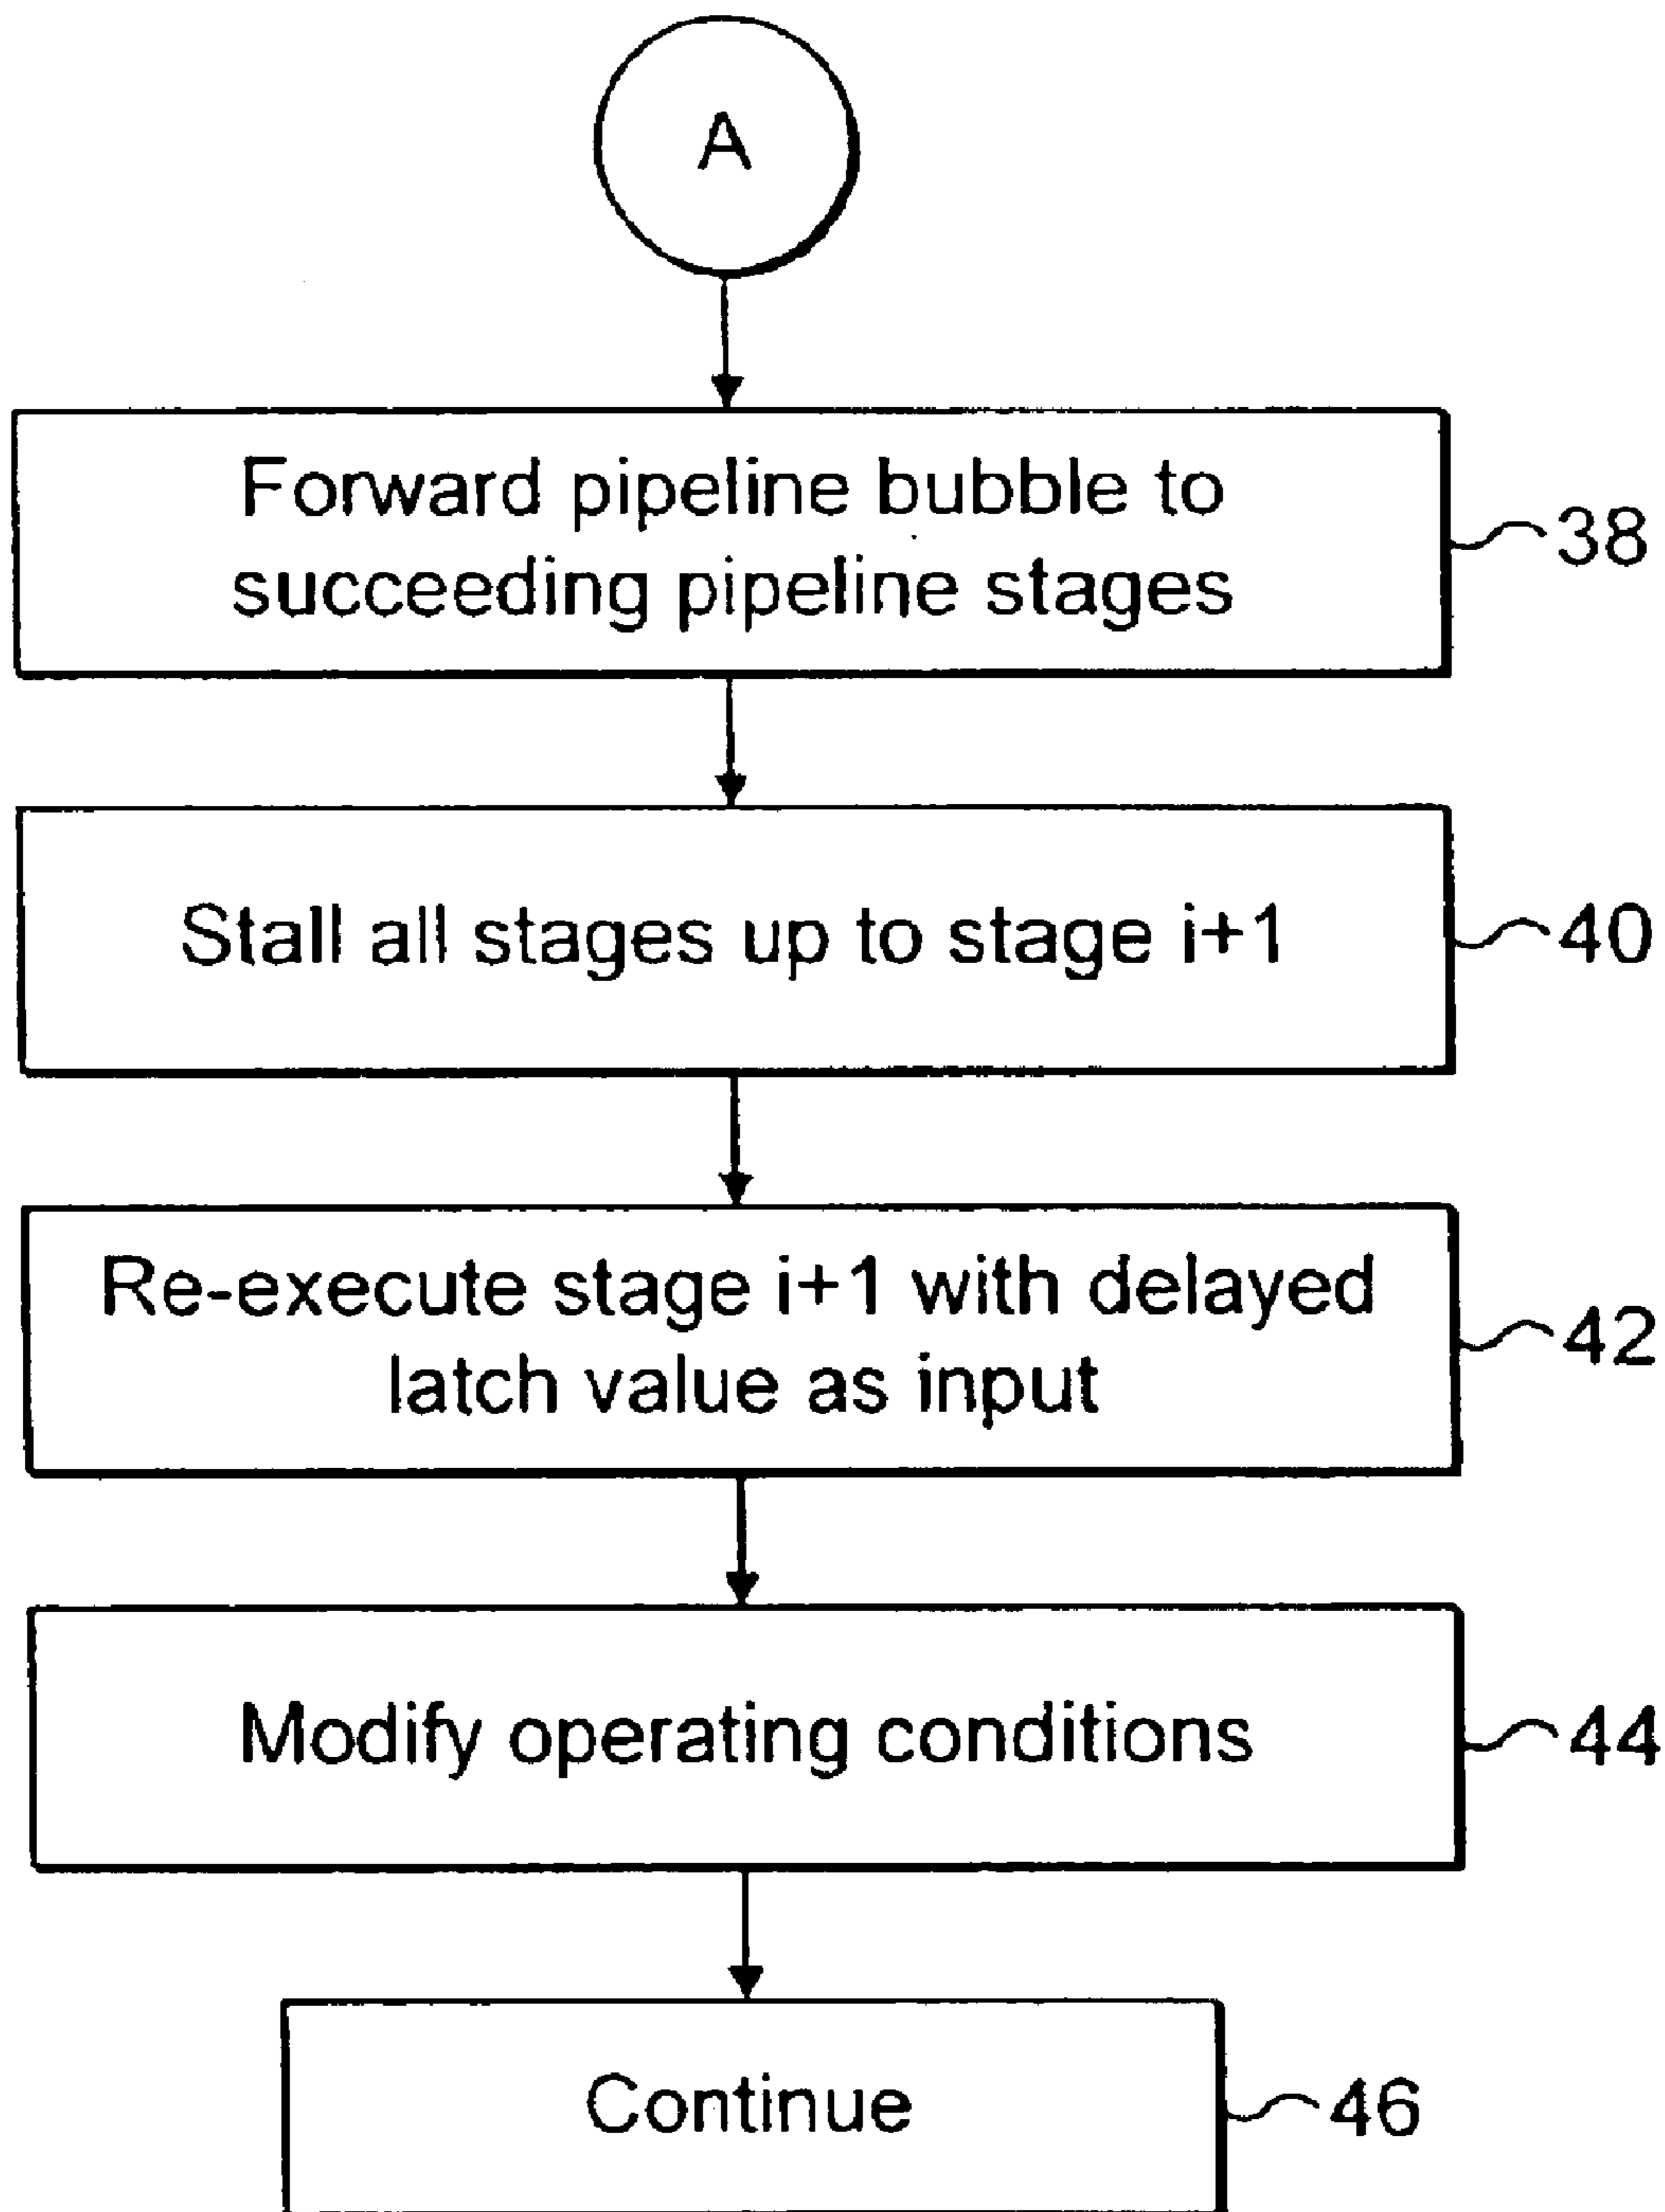 A
Forward pipeline bubble to
succeeding pipeline stages
38
Stall all stages up to stage i+1
40
Re-execute stage i+1 with delayed
latch value as input
42
Modify operating conditions
44
Continue
46